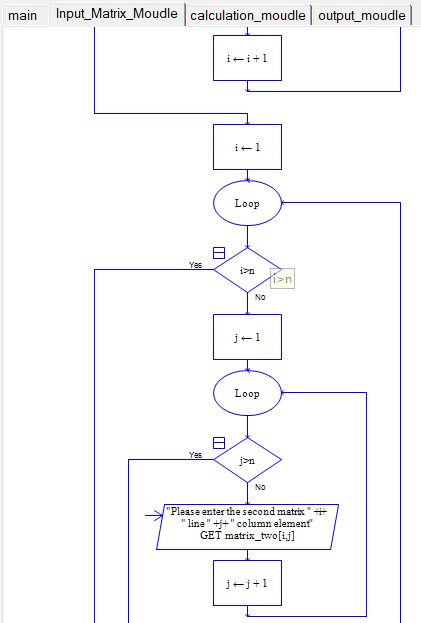 main Input_Matrix_Moudle calculation_moudle output_moudle
i ← i + 1
i ← 1
Loop
Yes
i>n
i>n
No
j ← 1
Loop
Yes
j>n
No
"Please enter the second matrix " +i+
" line " +j+ " column element"
GET matrix_two[i,j]
j ← j + 1